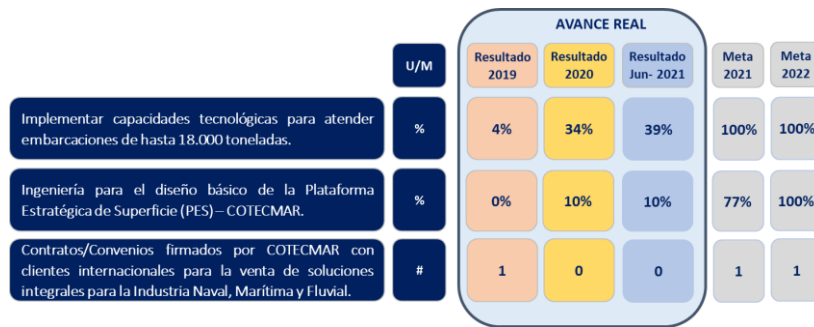 AVANCE REAL
U/M
Resultado
2019
Resultado
2020
Resultado
Jun- 2021
Meta
2021
Meta
2022
Implementar capacidades tecnológicas para atender
embarcaciones de hasta 18.000 toneladas.
%
4%
34%
39%
100%
100%
Ingeniería para el diseño básico de la Plataforma
Estratégica de Superficie (PES) – COTECMAR.
%
0%
10%
10%
77%
100%
Contratos/Convenios firmados por COTECMAR con
clientes internacionales para la venta de soluciones
integrales para la Industria Naval, Marítima y Fluvial.
#
1
0
0
1
1